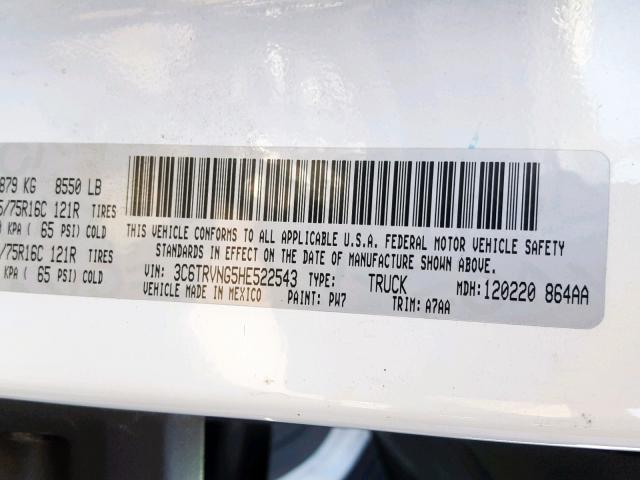 879 KG 8550 LB
/75R16C 121R TIRES
KPA ( 65 PSI) COLD
/75R16C 121R TIRES
KPA ( 65 PSI) COLD
THIS VEHICLE CONFORMS TO ALL APPLICABLE U.S.A. FEDERAL MOTOR VEHICLE SAFETY
STANDARDS IN EFFECT ON THE DATE OF MANUFACTURE SHOWN ABOVE.
VIN: 3C6TRVNG5HE522543 TYPE: TRUCK MDH: 120220 864AA
VEHICLE MADE IN MEXICO PAINT: PW7 TRIM: A7AA